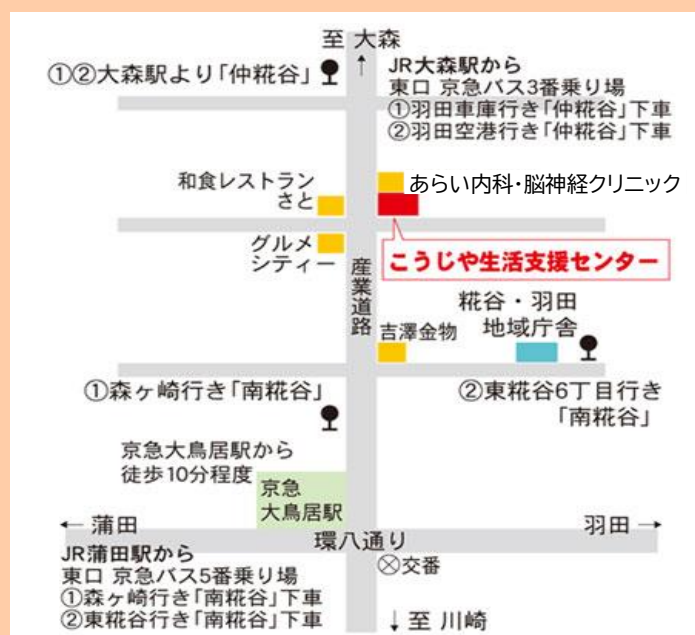 至 大森
↑
①②大森駅より「仲糀谷」
JR大森駅から
東口 京急バス3番乗り場
①羽田車庫行き「仲糀谷」下車
②羽田空港行き「仲糀谷」下車
和食レストラン
さと
あらい内科・脳神経クリニック
グルメ
シティー
こうじや生活支援センター
産業道路
糀谷・羽田
地域庁舎
吉澤金物
①森ヶ崎行き「南糀谷」
②東糀谷6丁目行き
「南糀谷」
京急大鳥居駅から
徒歩10分程度
京急
大鳥居駅
← 蒲田
羽田 →
環八通り
JR蒲田駅から
東口 京急バス5番乗り場
①森ヶ崎行き「南糀谷」下車
②東糀谷行き「南糀谷」下車
交番
↓ 至 川崎